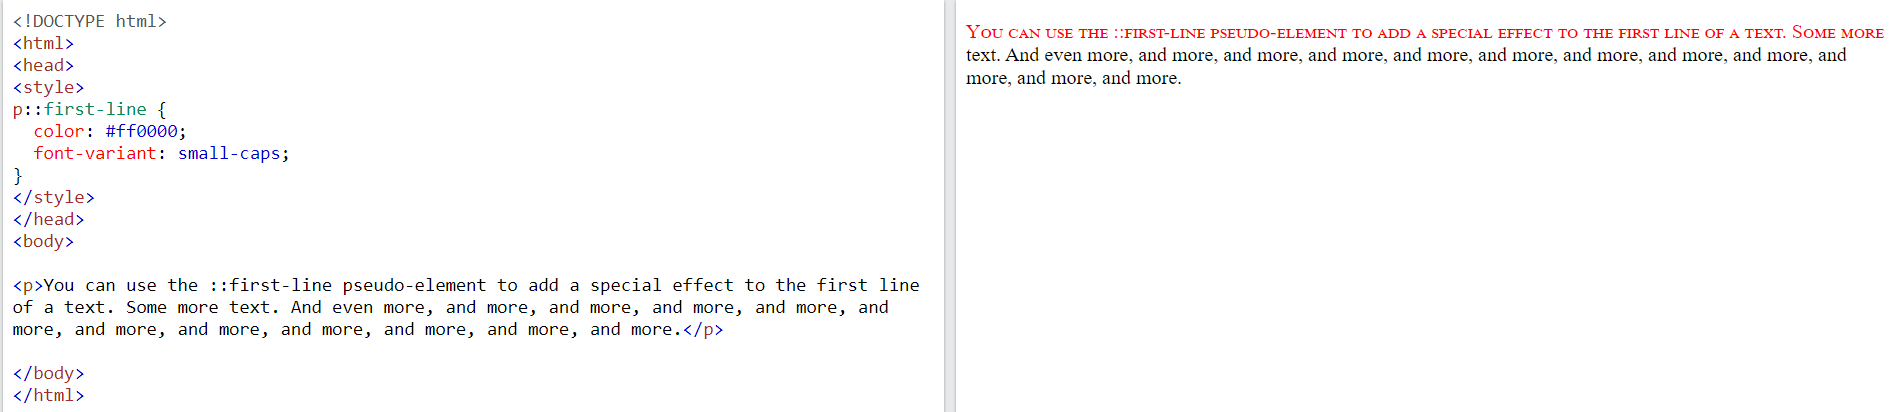 <!DOCTYPE html>
<html>
<head>
<style>
p::first-line {
  color: #ff0000;
  font-variant: small-caps;
}
</style>
</head>
<body>
<p>You can use the ::first-line pseudo-element to add a special effect to the first line
of a text. Some more text. And even more, and more, and more, and more, and more, and
more, and more, and more, and more, and more, and more, and more.</p>
</body>
</html>
You can use the ::first-line pseudo-element to add a special effect to the first line of a text. Some more
text. And even more, and more, and more, and more, and more, and more, and more, and more, and more, and
more, and more, and more.